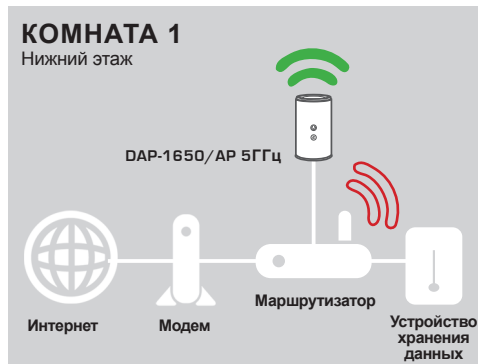 КОМНАТА 1
Нижний этаж
DAP-1650/AP 5ГГц
Интернет
Модем
Маршрутизатор
Устройство
хранения
данных